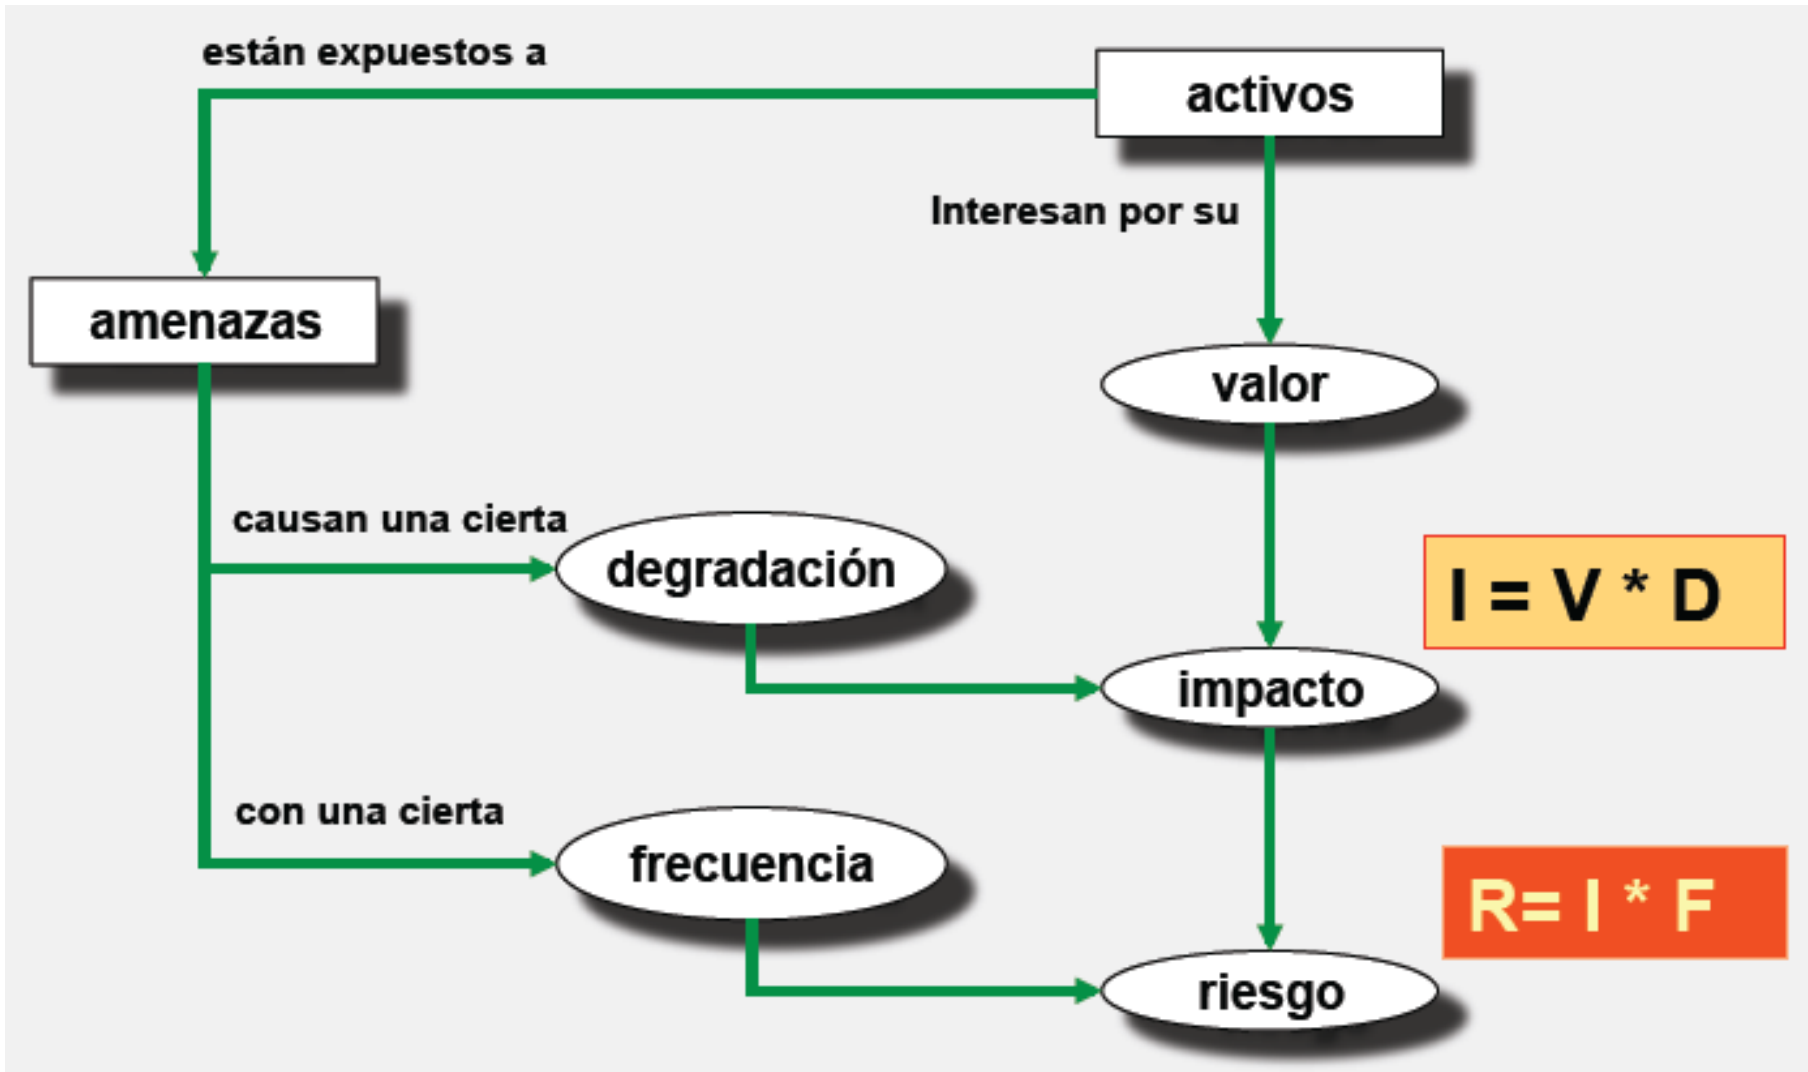 están expuestos a
activos
Interesan por su
amenazas
valor
causan una cierta
degradación
I = V * D
impacto
con una cierta
frecuencia
R= I * F
riesgo